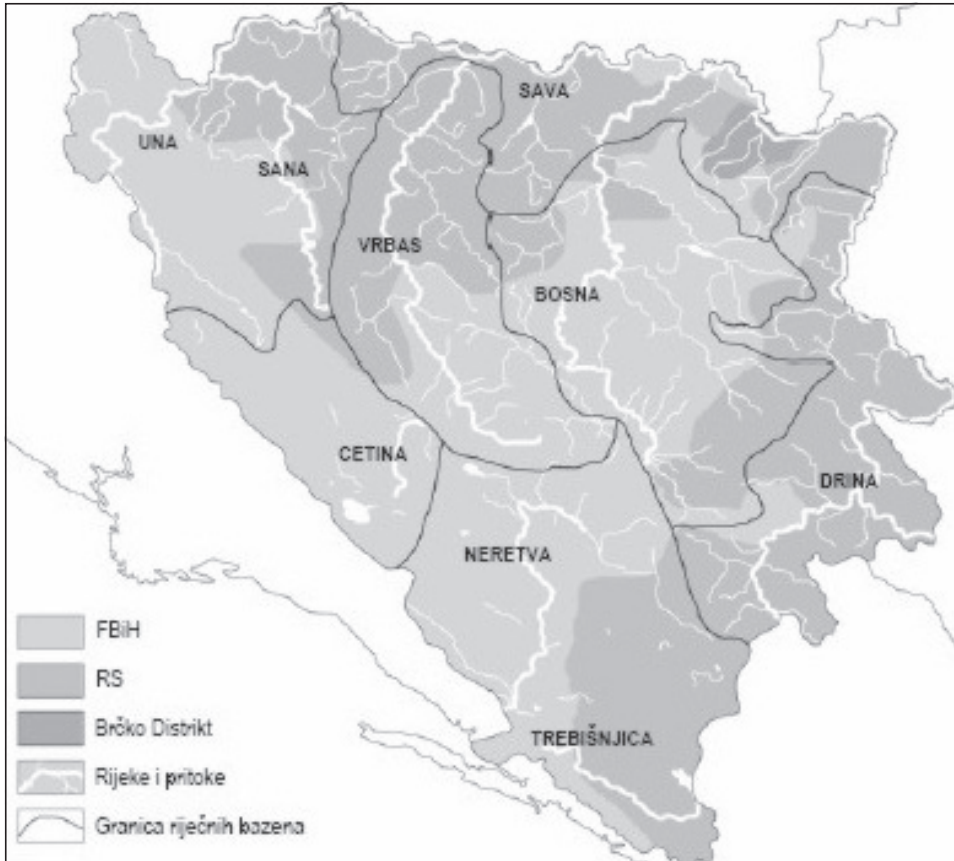 SAVA
UNA
SANA
VRBAS
BOSNA
CETINA
DRINA
NERETVA
TREBIŠNJICA
FBiH
RS
Brčko Distrikt
Rijeke i pritoke
Granica riječnih bazena